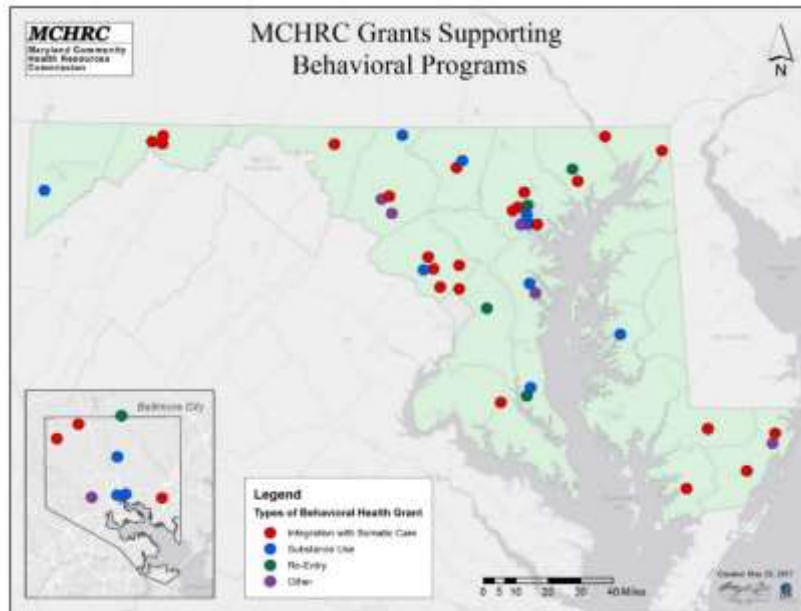 MCHRC
Maryland Community
Health Resources
Commission
MCHRC Grants Supporting
Behavioral Programs
N
Baltimore City
Legend
Types of Behavioral Health Grant
Integration with Somatic Care
Substance Use
Re-Entry
Other
0 5 10 20 30 40 Miles